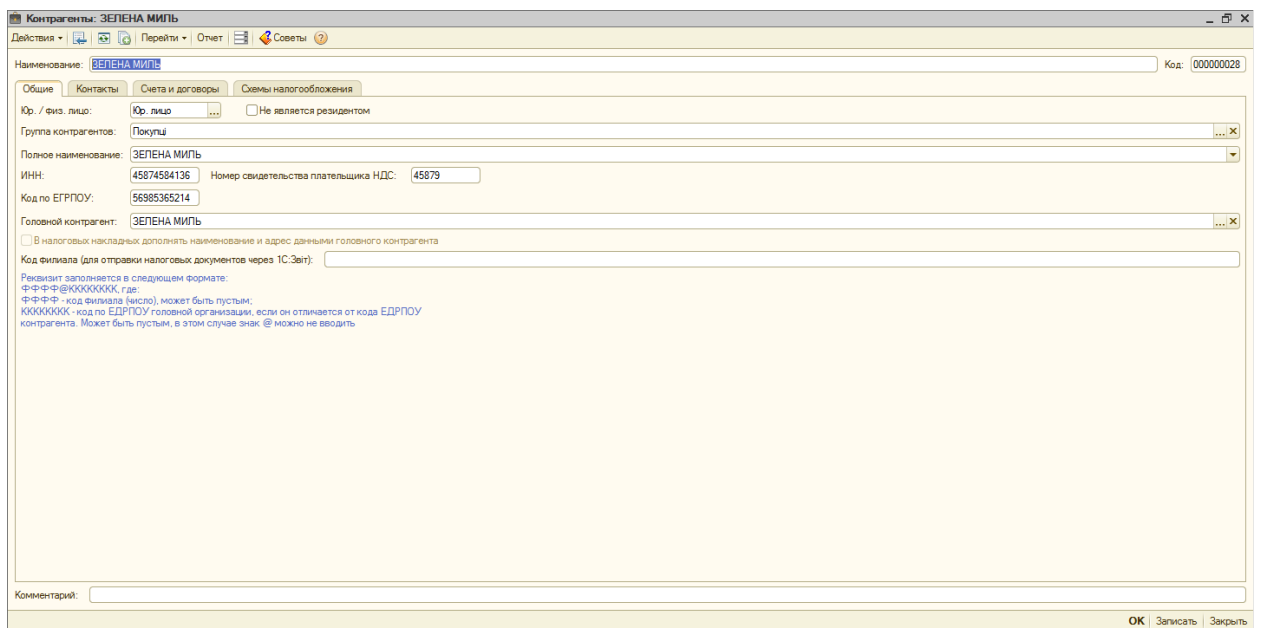 Контрагенты: ЗЕЛЕНА МИЛЬ
Действия Перейти Отчет Советы
Наименование: ЗЕЛЕНА МИЛЬ Код: 000000028
Общие Контакты Счета и договоры Схемы налогообложения
Юр. / физ. лицо: Юр. лицо ... Не является резидентом
Группа контрагентов: Покупці ...
Полное наименование: ЗЕЛЕНА МИЛЬ
ИНН: 45874584136 Номер свидетельства плательщика НДС: 45879
Код по ЕГРПОУ: 56985365214
Головной контрагент: ЗЕЛЕНА МИЛЬ ...
В налоговых накладных дополнять наименование и адрес данными головного контрагента
Код филиала (для отправки налоговых документов через 1С:Звіт):
Реквизит заполняется в следующем формате:
ФФФФ@КККККККК, где:
ФФФФ - код филиала (число), может быть пустым;
КККККККК - код по ЕДРПОУ головной организации, если он отличается от кода ЕДРПОУ
контрагента. Может быть пустым, в этом случае знак @ можно не вводить
Комментарий:
ОК Записать Закрыть